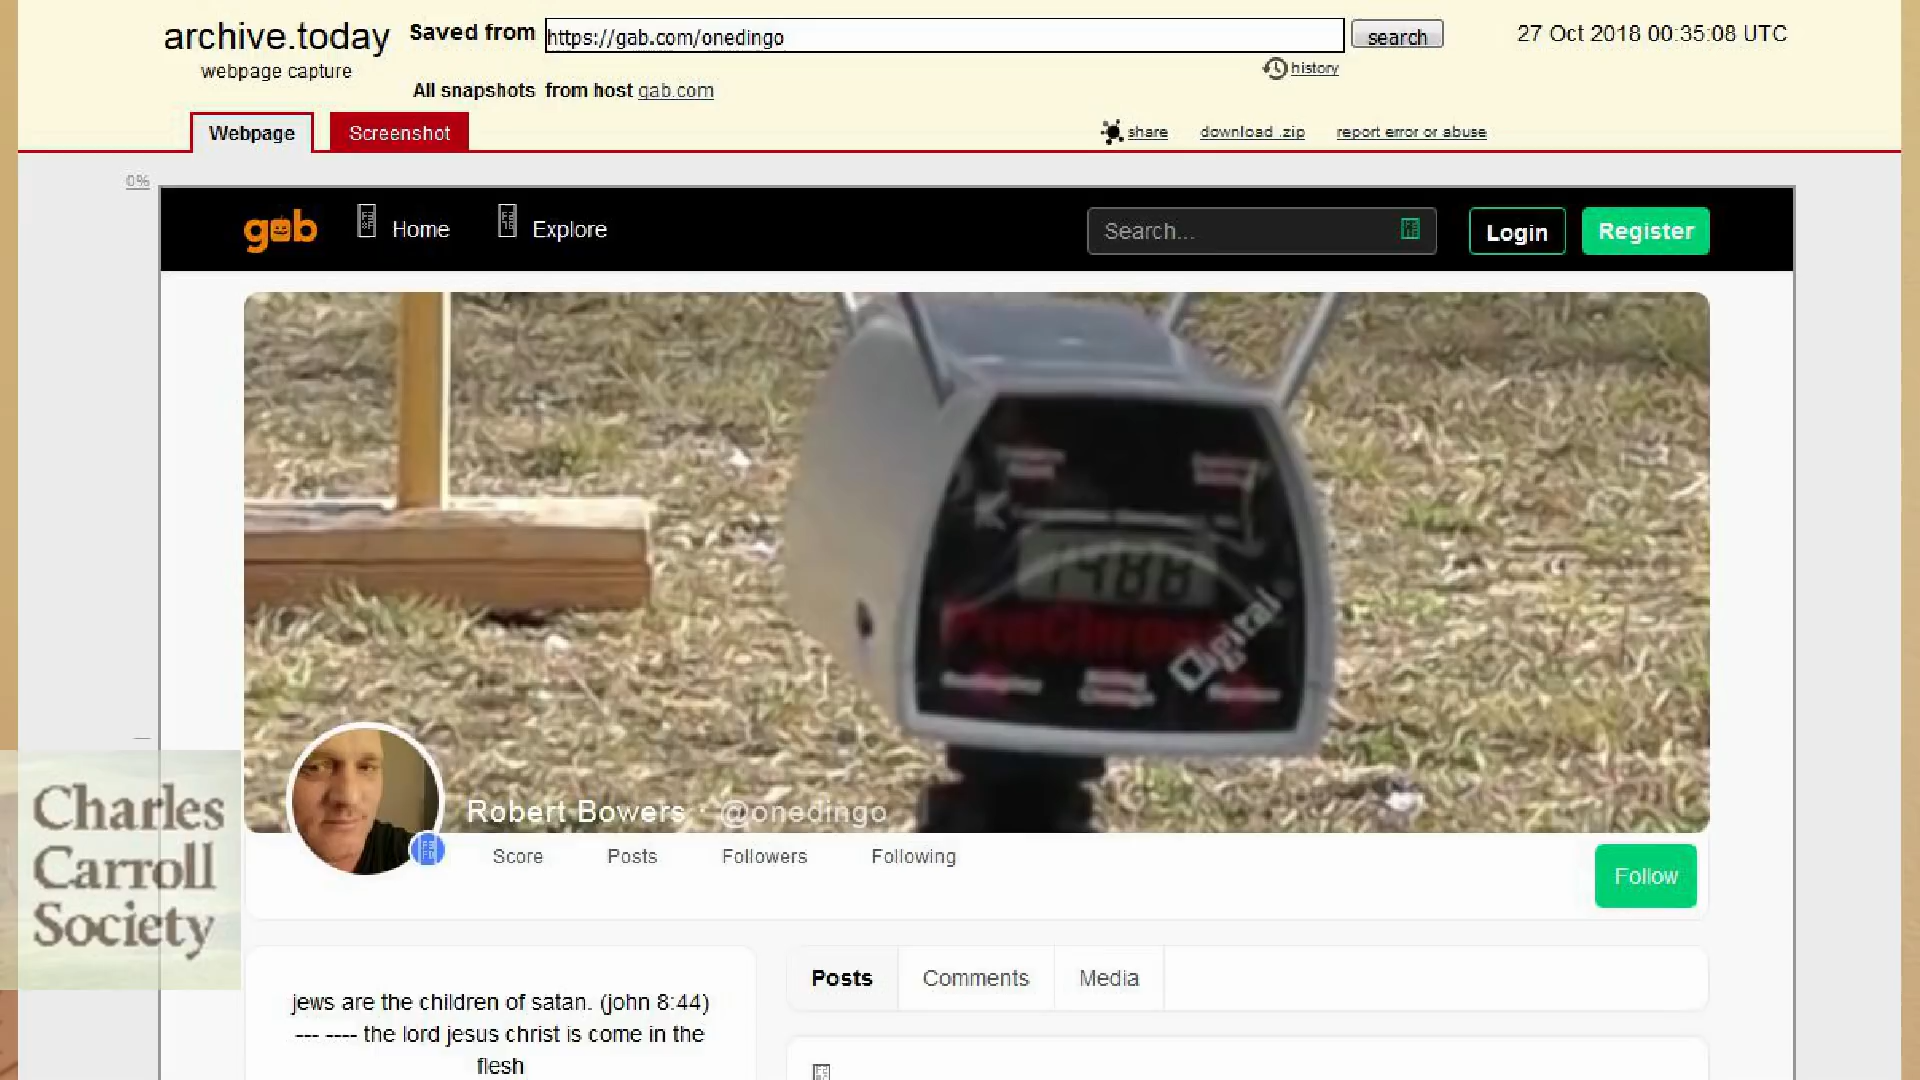 archive.today
webpage capture
Saved from
https://gab.com/onedingo
search
27 Oct 2018 00:35:08 UTC
history
All snapshots from host gab.com
Webpage
Screenshot
share
download .zip
report error or abuse
0%
gab
Home
Explore
Search...
Login
Register
1488
ProChrono
Digital
Robert Bowers · @onedingo
Score
Posts
Followers
Following
Follow
Charles
Carroll
Society
Posts
Comments
Media
jews are the children of satan. (john 8:44)
--- ---- the lord jesus christ is come in the
flesh